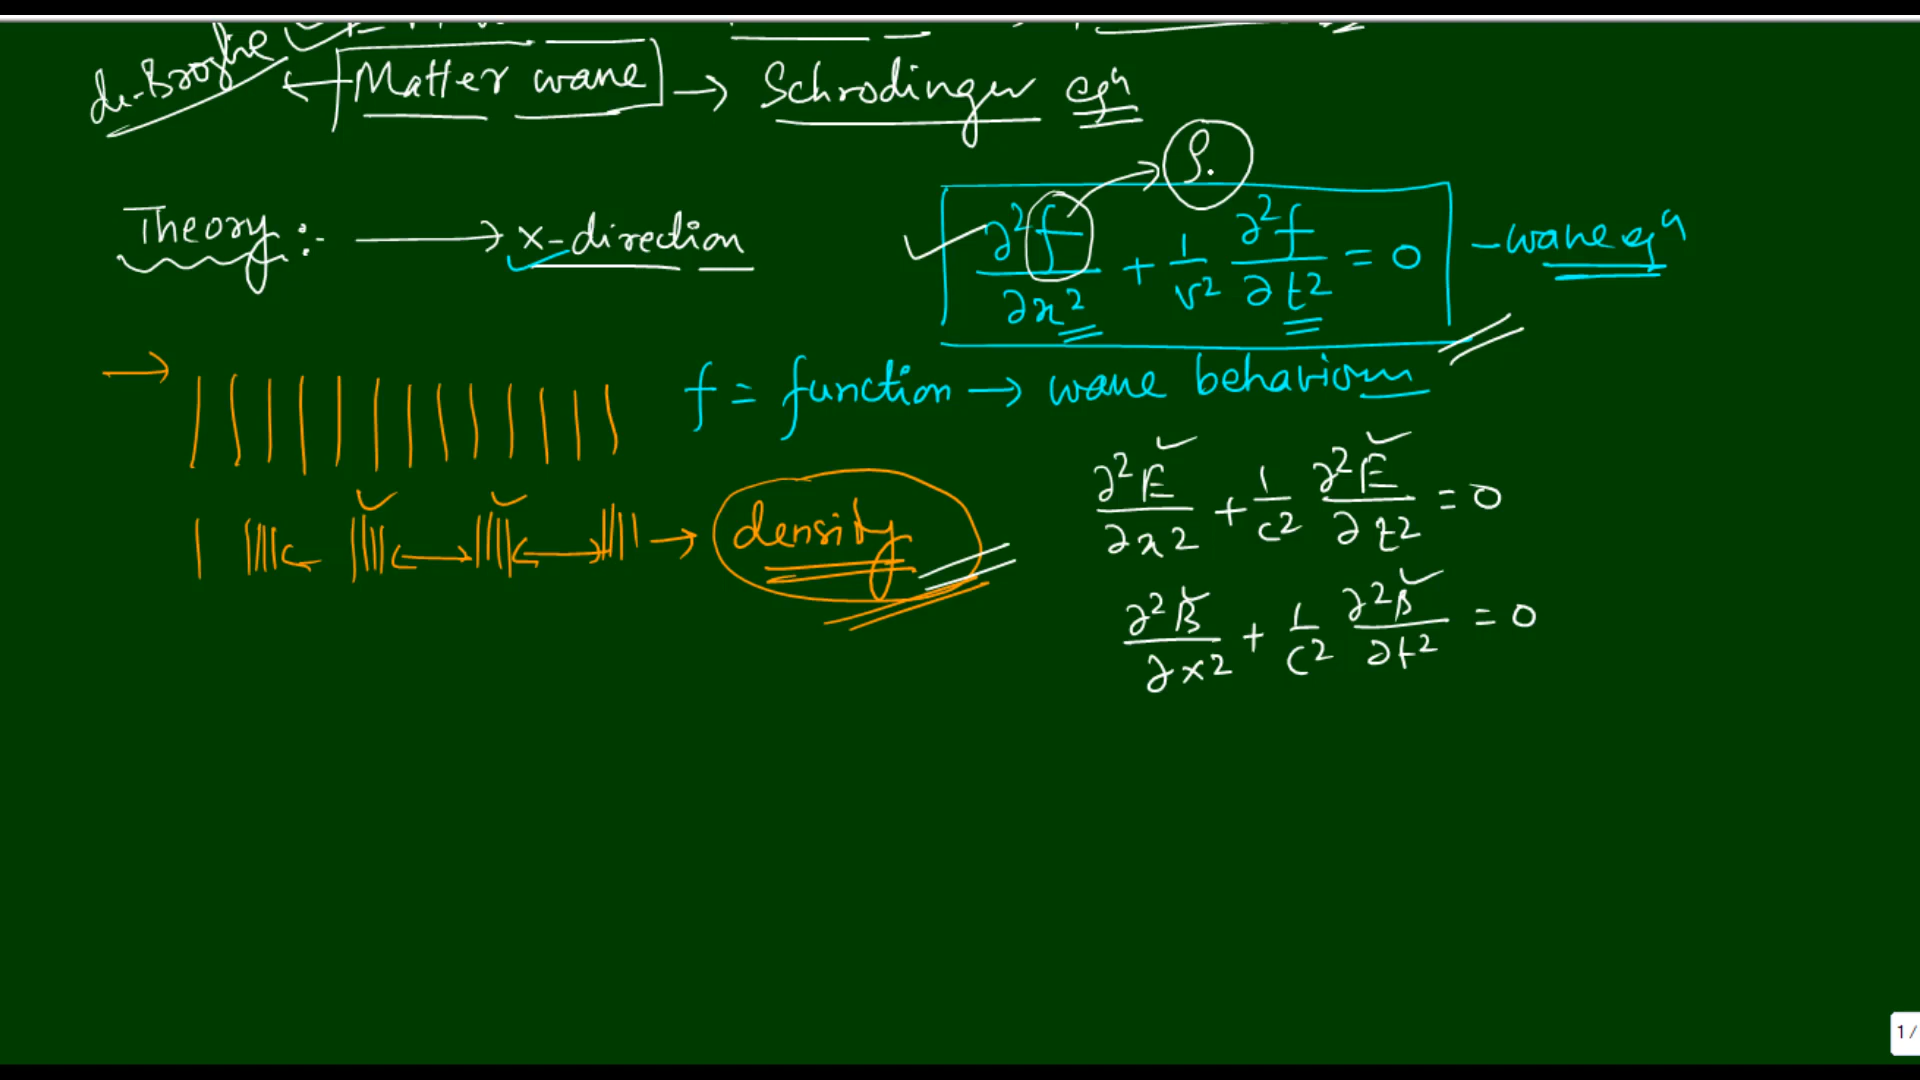 de-Broglie ← Matter wave → Schrodinger eqn
ρ.
Theory :- → x-direction
∂²f/∂x² + 1/v² ∂²f/∂t² = 0 - wave eqn
f = function → wave behaviour
∂²E/∂x² + 1/c² ∂²E/∂t² = 0
→ density
∂²B/∂x² + 1/c² ∂²B/∂t² = 0
1 /